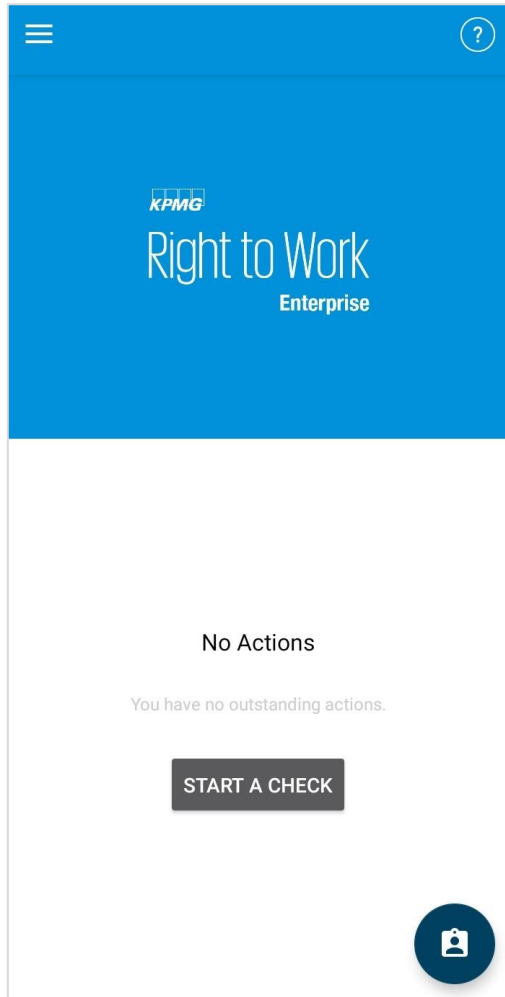 ?
KPMG
Right to Work
Enterprise
No Actions
You have no outstanding actions.
START A CHECK